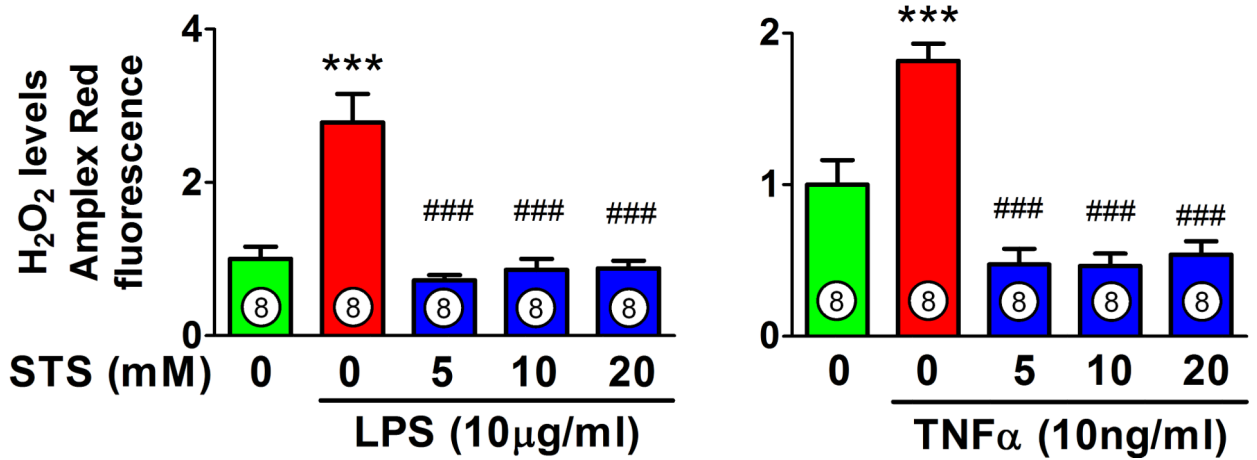 H₂O₂ levels
Amplex Red
fluorescence
4
2
0
***
### ### ###
8 8 8 8 8
STS (mM) 0 0 5 10 20
LPS (10μg/ml)
2
1
0
***
### ### ###
8 8 8 8 8
0 0 5 10 20
TNFα (10ng/ml)